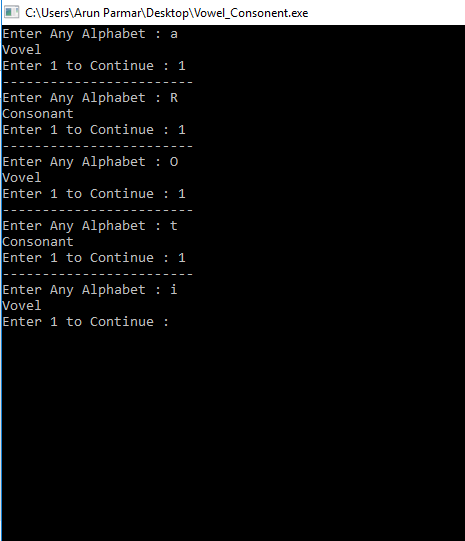 C:\Users\Arun Parmar\Desktop\Vowel_Consonent.exe
Enter Any Alphabet : a
Vovel
Enter 1 to Continue : 1
------------------------
Enter Any Alphabet : R
Consonant
Enter 1 to Continue : 1
------------------------
Enter Any Alphabet : O
Vovel
Enter 1 to Continue : 1
------------------------
Enter Any Alphabet : t
Consonant
Enter 1 to Continue : 1
------------------------
Enter Any Alphabet : i
Vovel
Enter 1 to Continue :